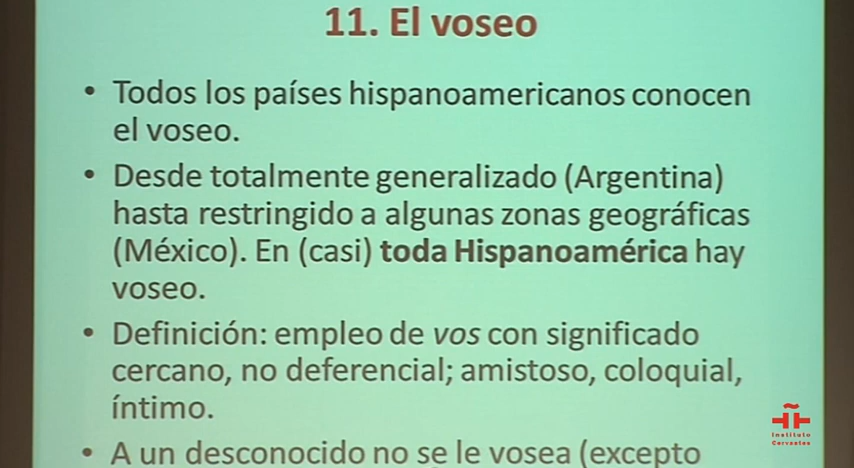 11. El voseo
• Todos los países hispanoamericanos conocen
el voseo.
• Desde totalmente generalizado (Argentina)
hasta restringido a algunas zonas geográficas
(México). En (casi) toda Hispanoamérica hay
voseo.
• Definición: empleo de vos con significado
cercano, no deferencial; amistoso, coloquial,
íntimo.
• A un desconocido no se le vosea (excepto
Instituto
Cervantes